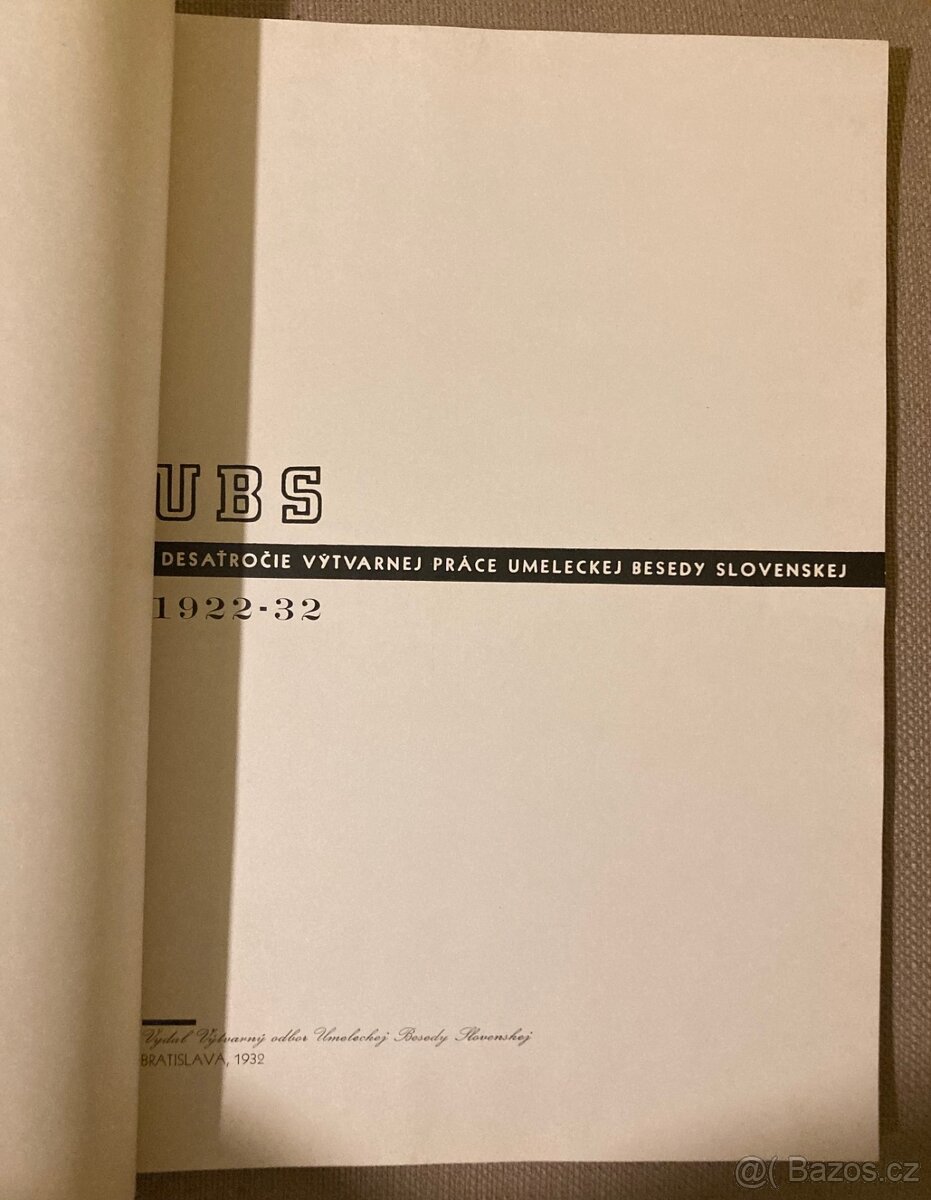 UBS
DESAŤROČIE VÝTVARNEJ PRÁCE UMELECKEJ BESEDY SLOVENSKEJ
1922-32
Vydal Výtvarný odbor Umeleckej Besedy Slovenskej
BRATISLAVA, 1932
@( Bazos.cz